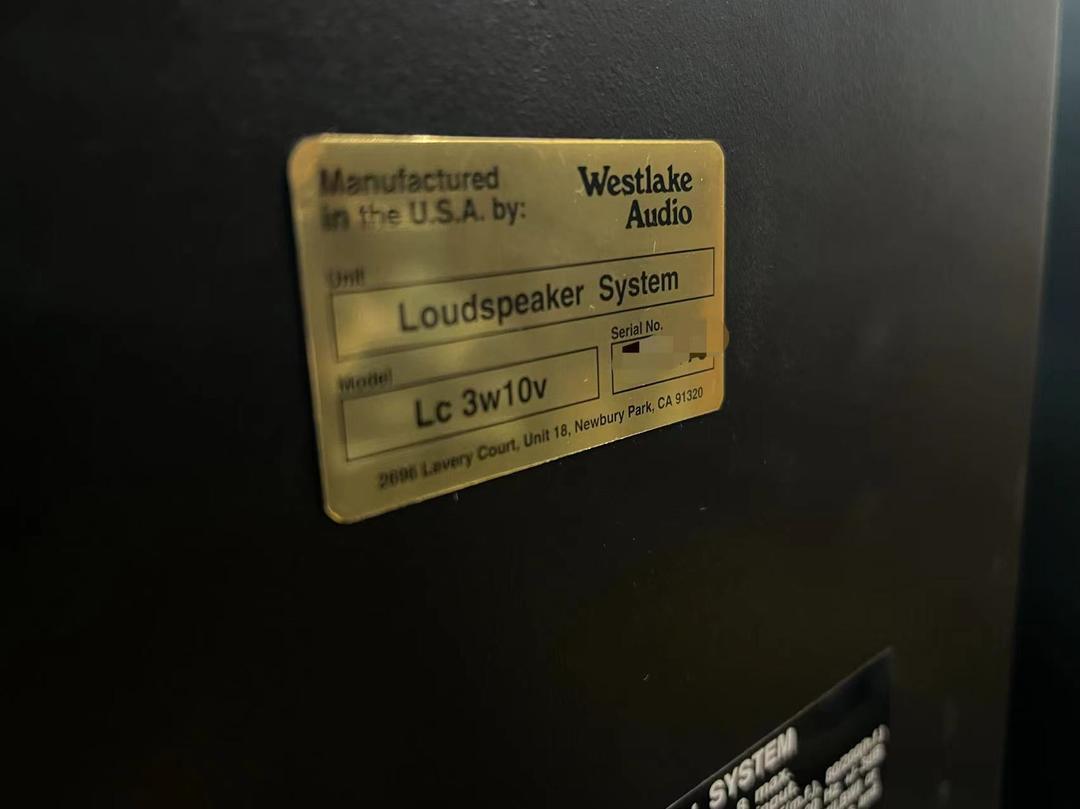 Manufactured
in the U.S.A. by:
Westlake
Audio
Unit
Loudspeaker System
Model
Lc 3w10v
Serial No.
2696 Lavery Court, Unit 18, Newbury Park, CA 91320
SYSTEM
max.